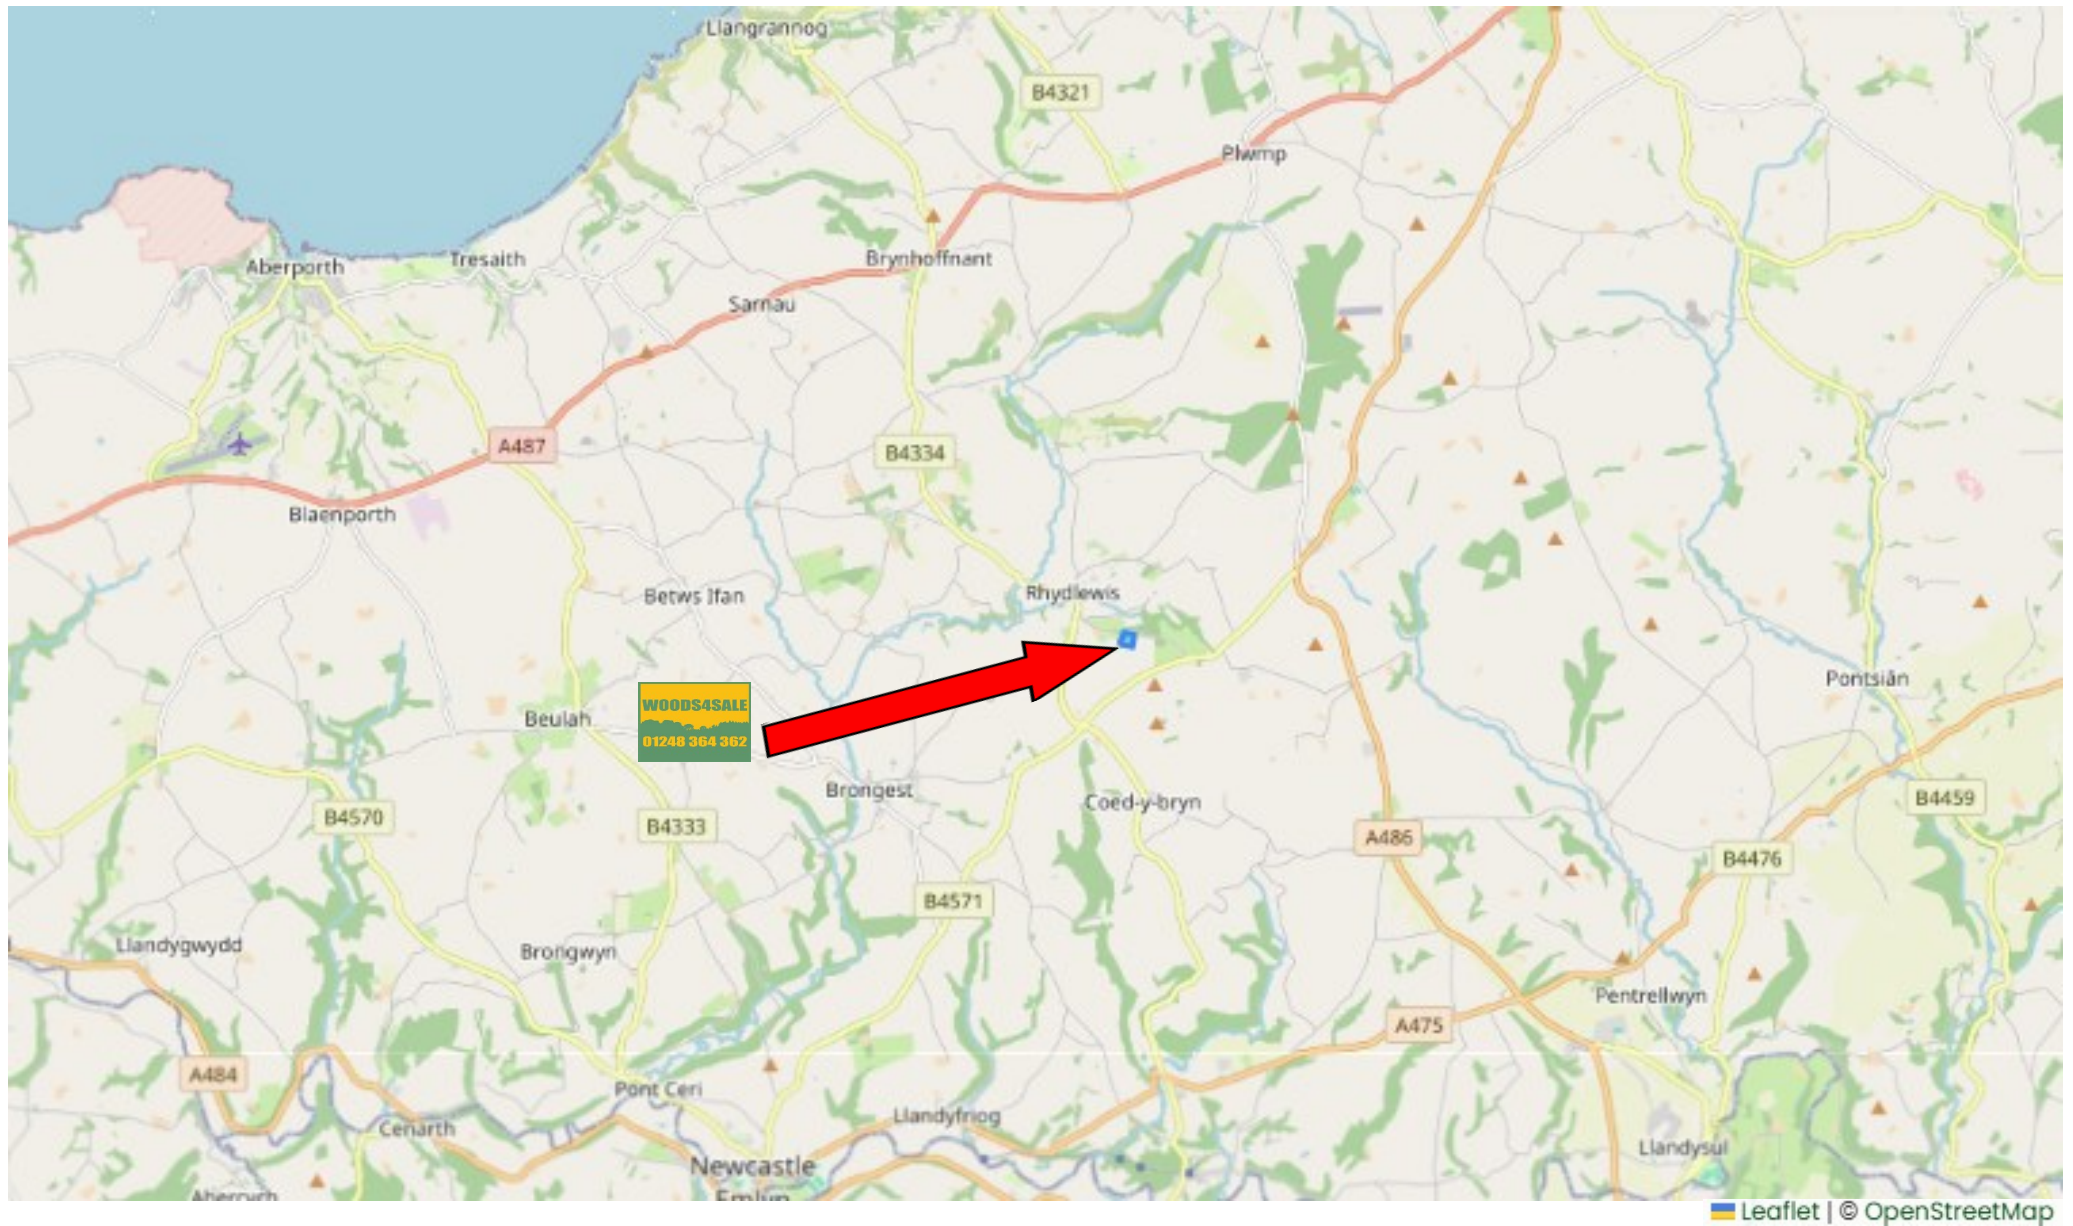 Llangrannog
B4321
Plwmp
Aberporth
Tresaith
Brynhoffnant
Sarnau
A487
B4334
Blaenporth
Betws Ifan
Rhydlewis
Pontsiân
WOODS4SALE
01248 364 362
Beulah
Brongest
Coed-y-bryn
B4570
B4333
A486
B4459
B4476
B4571
Llandygwydd
Brongwyn
Pentrellwyn
A475
A484
Pont Ceri
Llandyfriog
Cenarth
Llandysul
Newcastle
Emlyn
Abercych
Leaflet | © OpenStreetMap